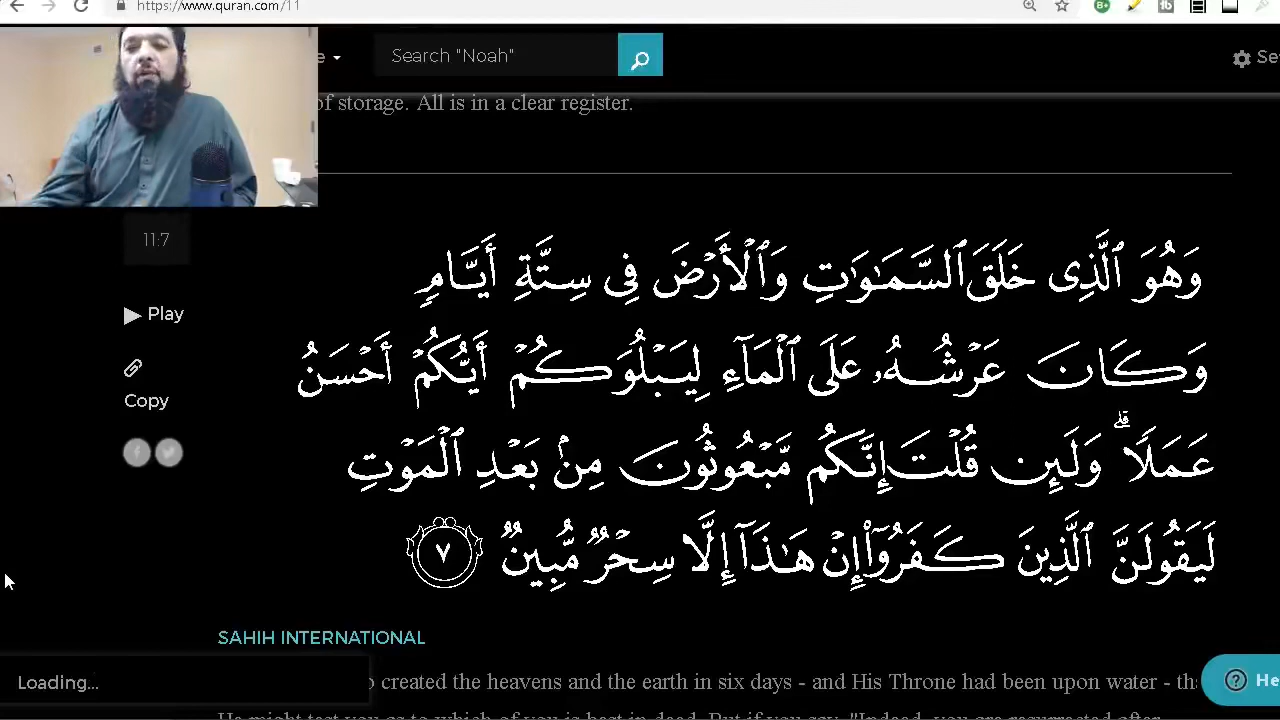 https://www.quran.com/11
Search "Noah"
of storage. All is in a clear register.
11:7
Play
Copy
وَهُوَ ٱلَّذِى خَلَقَ ٱلسَّمَـٰوَٰتِ وَٱلْأَرْضَ فِى سِتَّةِ أَيَّامٍ
وَكَانَ عَرْشُهُۥ عَلَى ٱلْمَآءِ لِيَبْلُوَكُمْ أَيُّكُمْ أَحْسَنُ
عَمَلًا ۗ وَلَئِن قُلْتَ إِنَّكُم مَّبْعُوثُونَ مِنۢ بَعْدِ ٱلْمَوْتِ
لَيَقُولَنَّ ٱلَّذِينَ كَفَرُوٓا۟ إِنْ هَـٰذَآ إِلَّا سِحْرٌ مُّبِينٌ ٧
SAHIH INTERNATIONAL
created the heavens and the earth in six days - and His Throne had been upon water -
Loading...